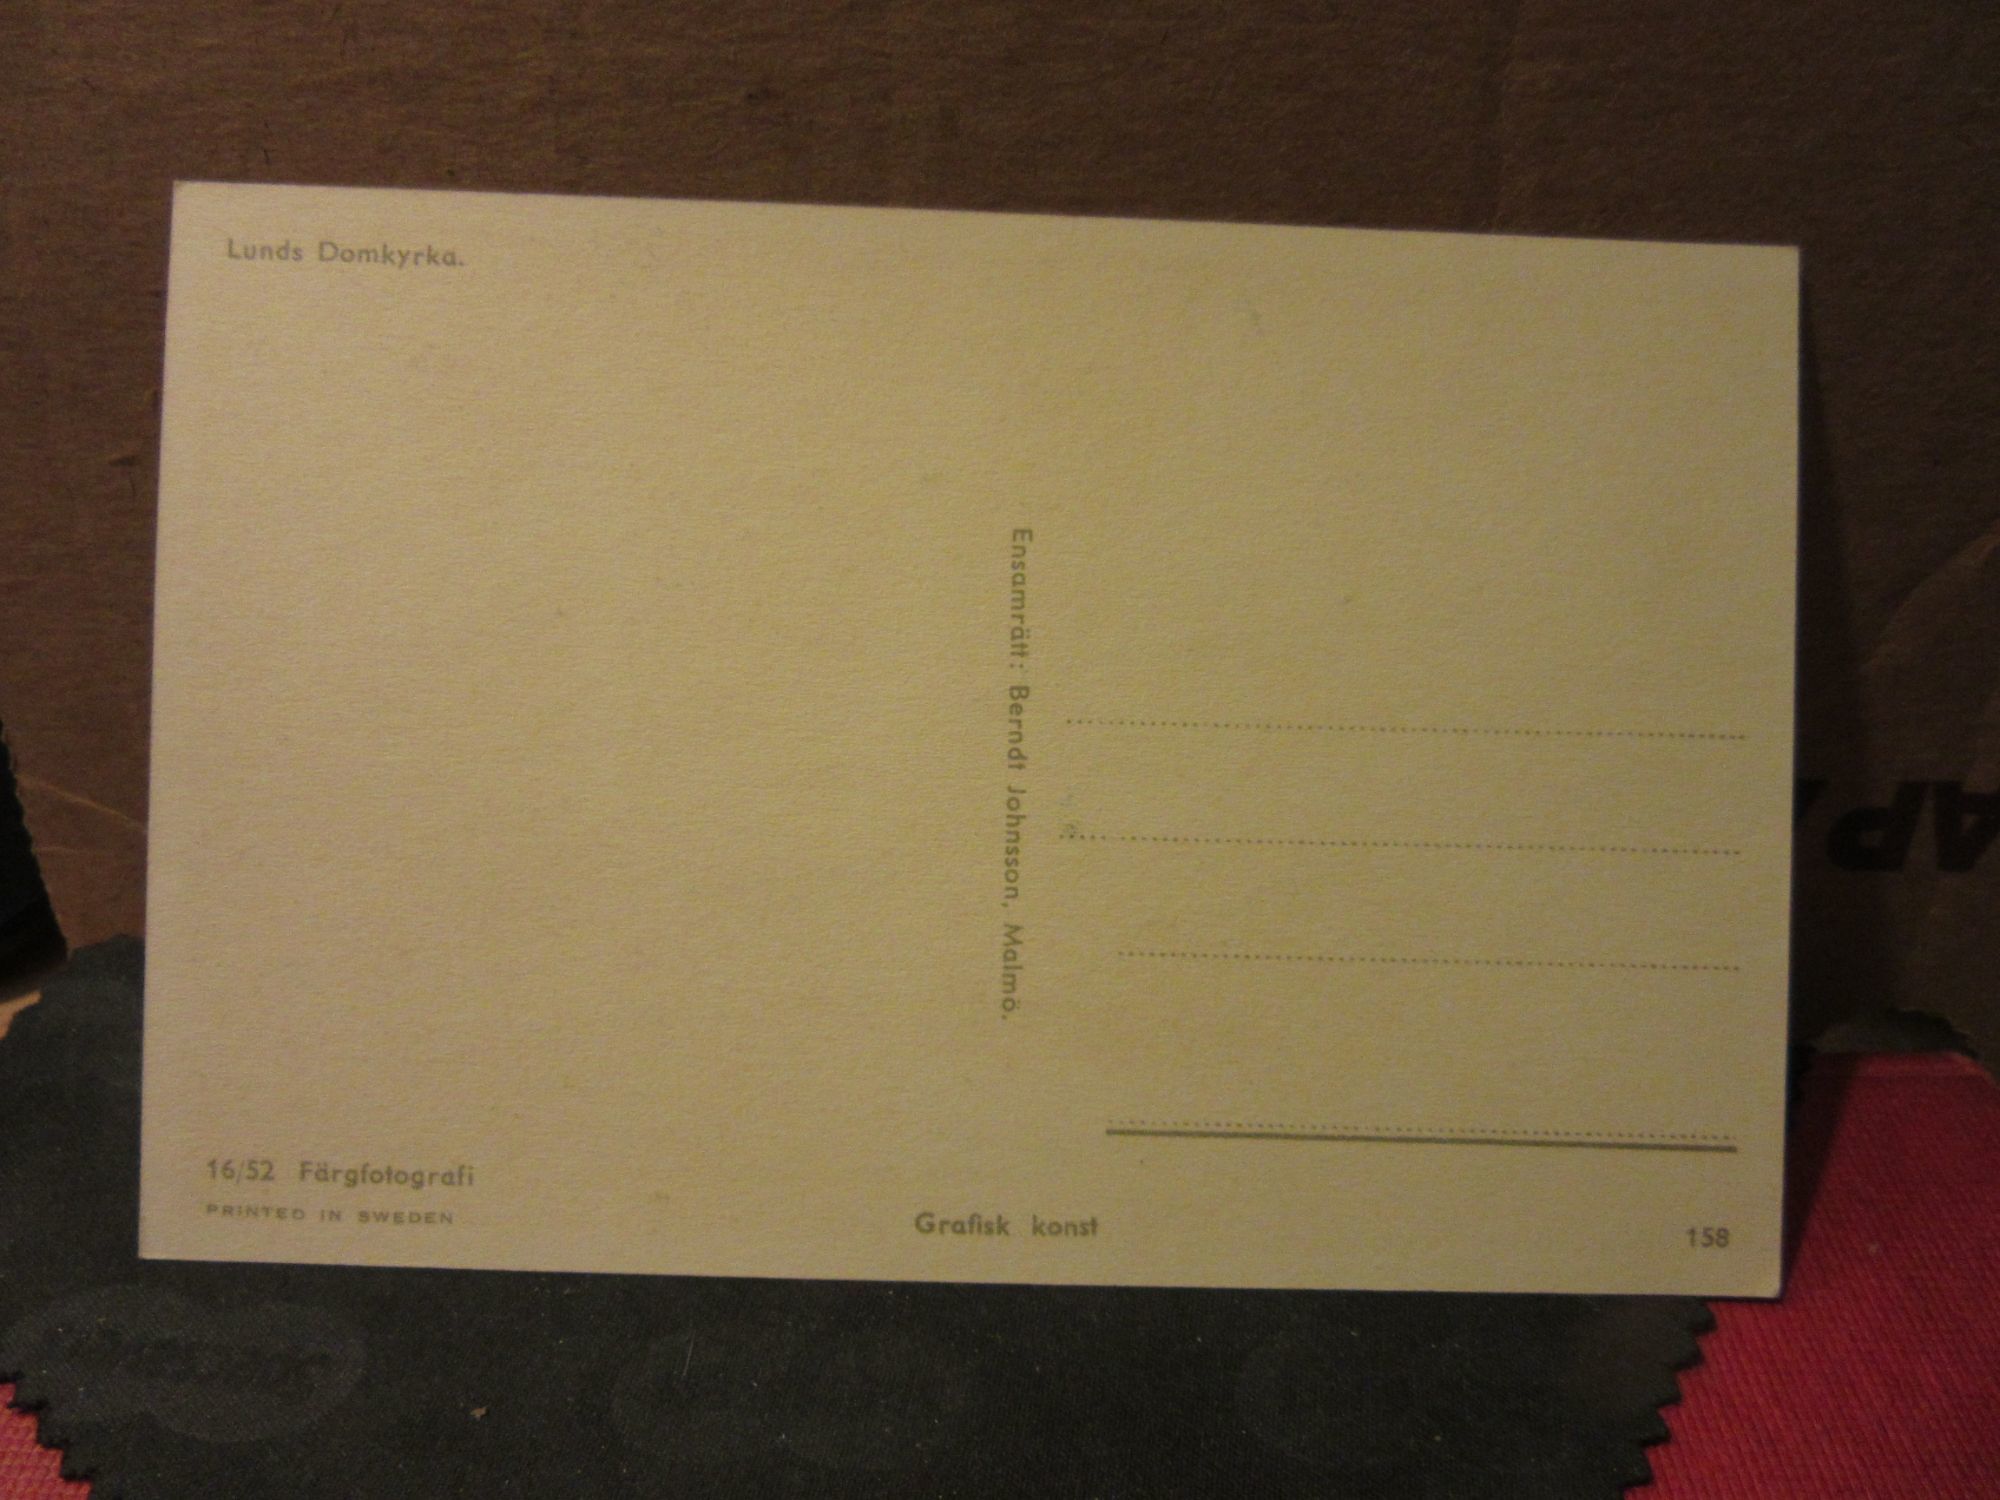 Lunds Domkyrka.
Ensamrätt: Berndt Johnsson, Malmö.
16/52 Färgfotografi
PRINTED IN SWEDEN
Grafisk konst
158